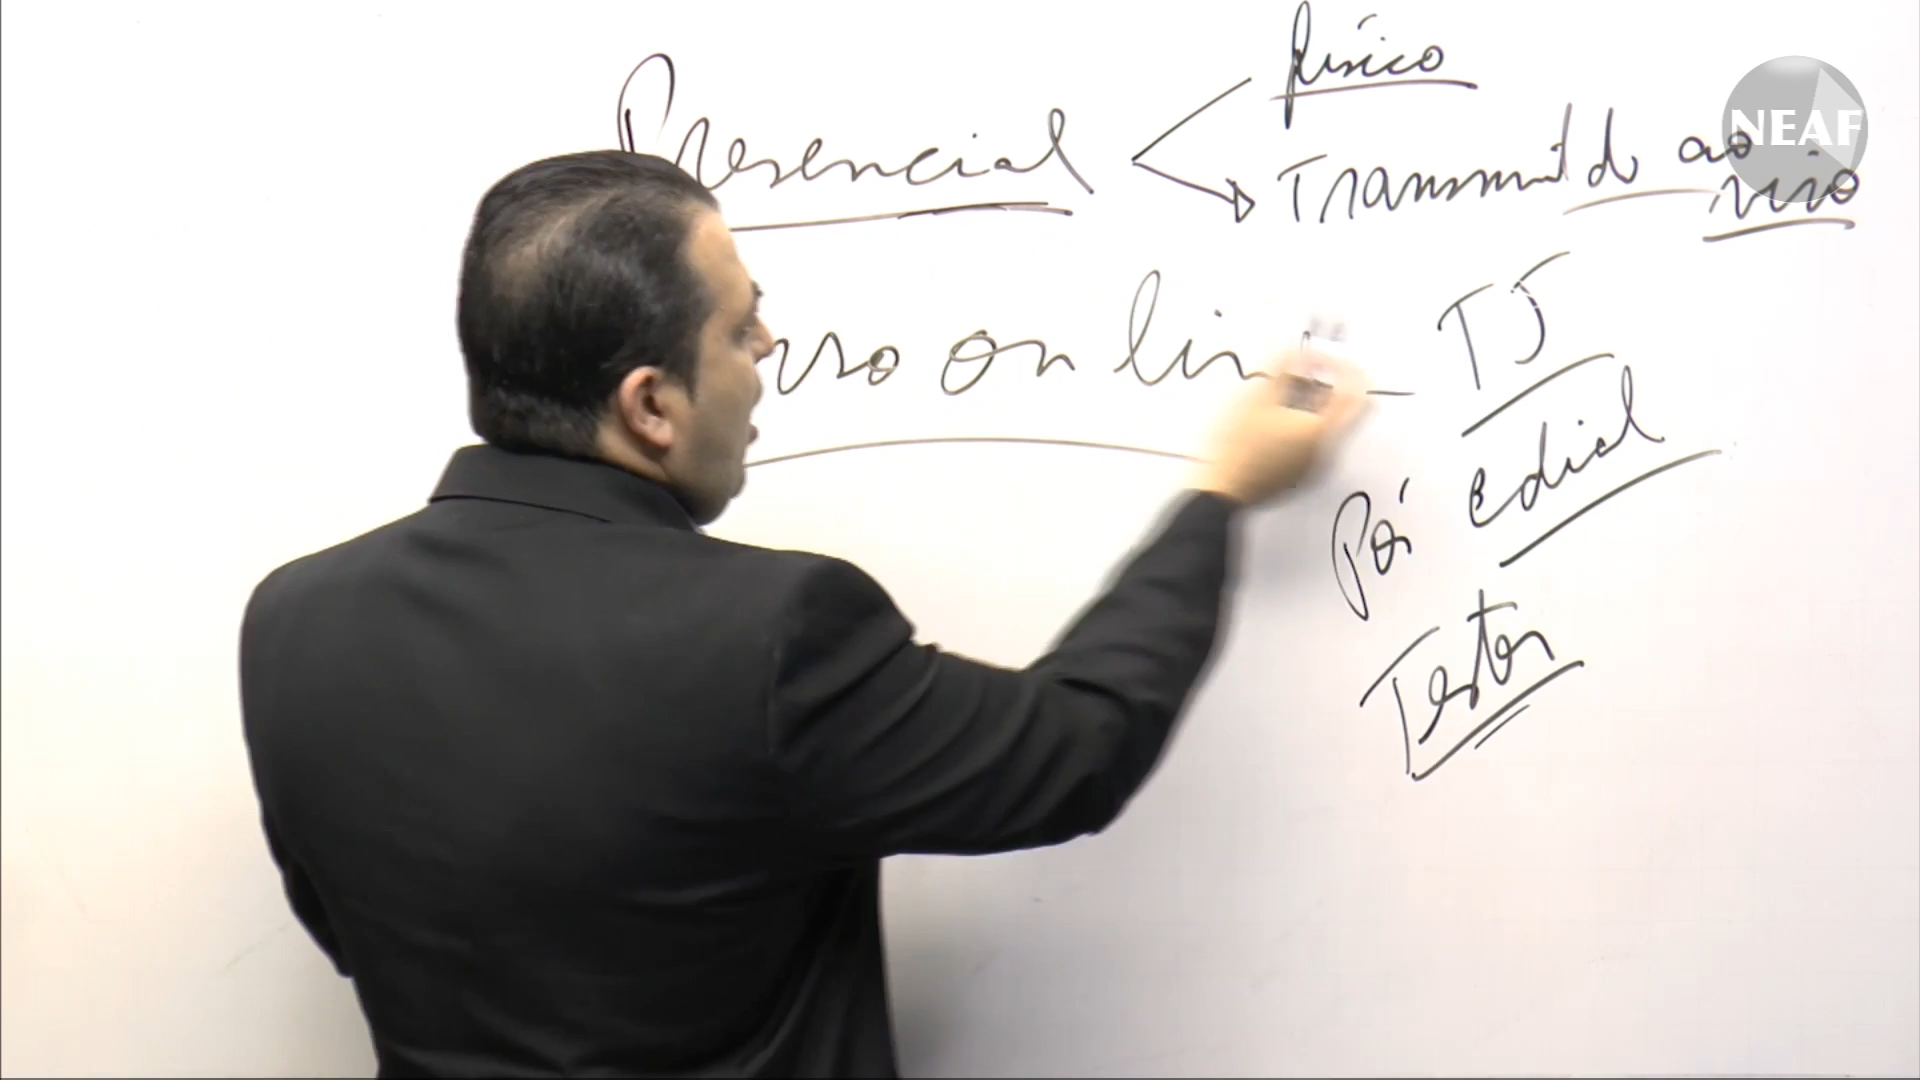 Presencial
físico
Transmitido ao
vivo
NEAF
on line
TJ
Pós edital
Testes